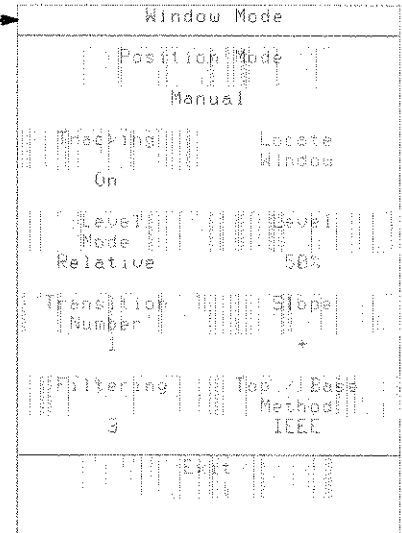 Window Mode
Position Mode
Manual
Tracking
Locate
Window
On
Level
Mode
Level
Relative
50%
Transition
Number
Slope
1
+
Filtering
Top / Base
Method
3
IEEE
Exit